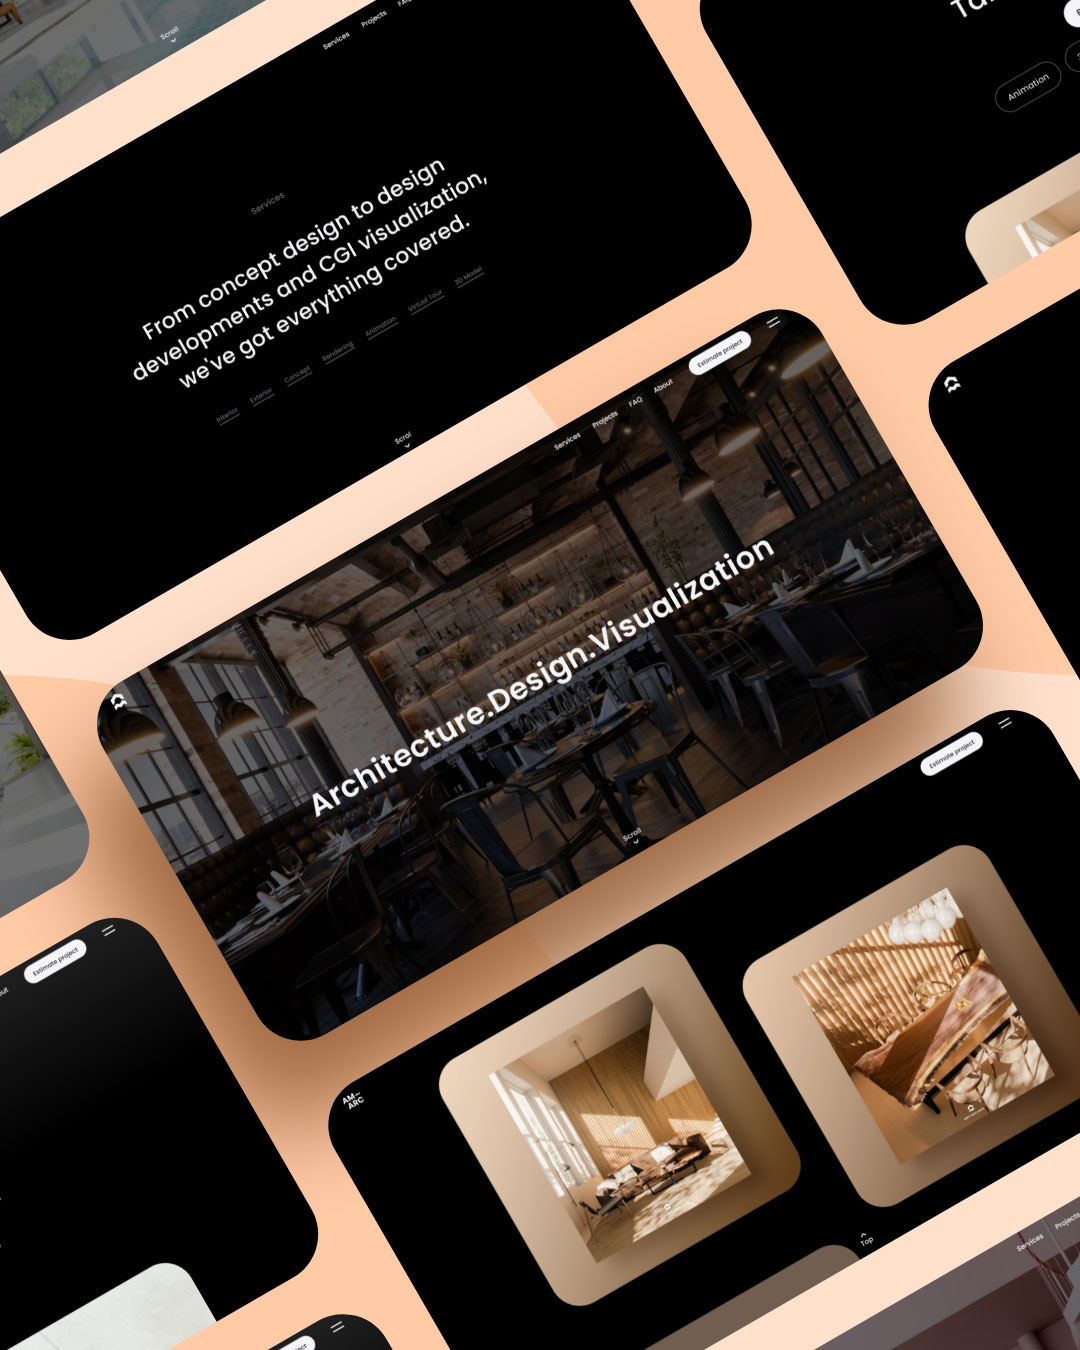 Scroll
Services
Projects
FAQ
Services
From concept design to design
developments and CGI visualization,
we've got everything covered.
Interior
Exterior
Concept
Rendering
Animation
Virtual Tour
3D Model
Scroll
Animation
Services
Projects
FAQ
About
Estimate project
Architecture.Design.Visualization
Scroll
Estimate project
Estimate project
AM—
ARC
Top
Services
Projects